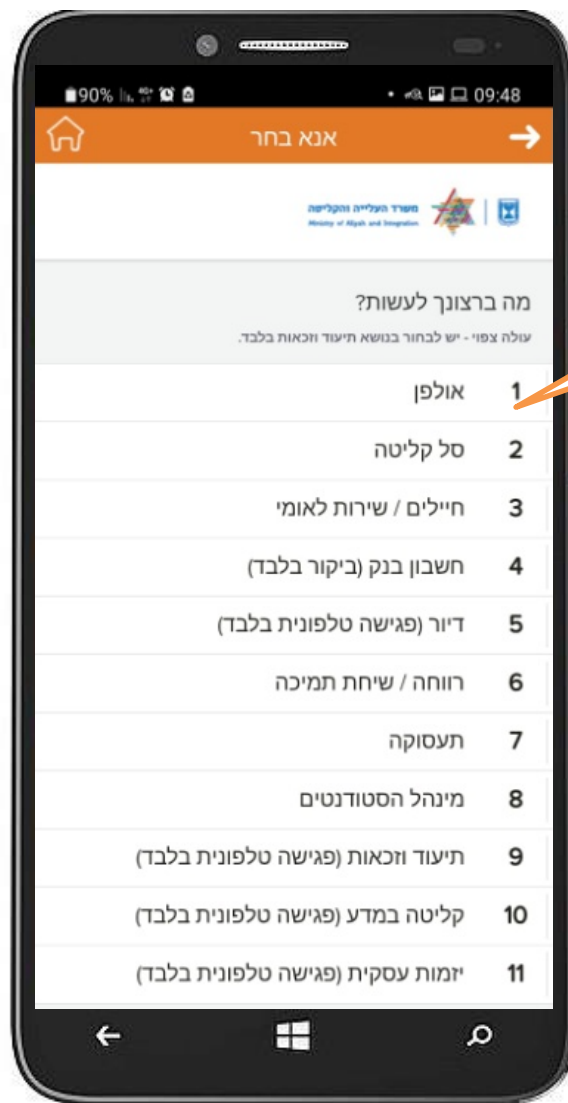 90% 4G+ 09:48
אנא בחר
משרד העלייה והקליטה
Ministry of Aliyah and Integration
מה ברצונך לעשות?
עולה צפוי - יש לבחור בנושא תיעוד וזכאות בלבד.
1 אולפן
2 סל קליטה
3 חיילים / שירות לאומי
4 חשבון בנק (ביקור בלבד)
5 דיור (פגישה טלפונית בלבד)
6 רווחה / שיחת תמיכה
7 תעסוקה
8 מינהל הסטודנטים
9 תיעוד וזכאות (פגישה טלפונית בלבד)
10 קליטה במדע (פגישה טלפונית בלבד)
11 יזמות עסקית (פגישה טלפונית בלבד)